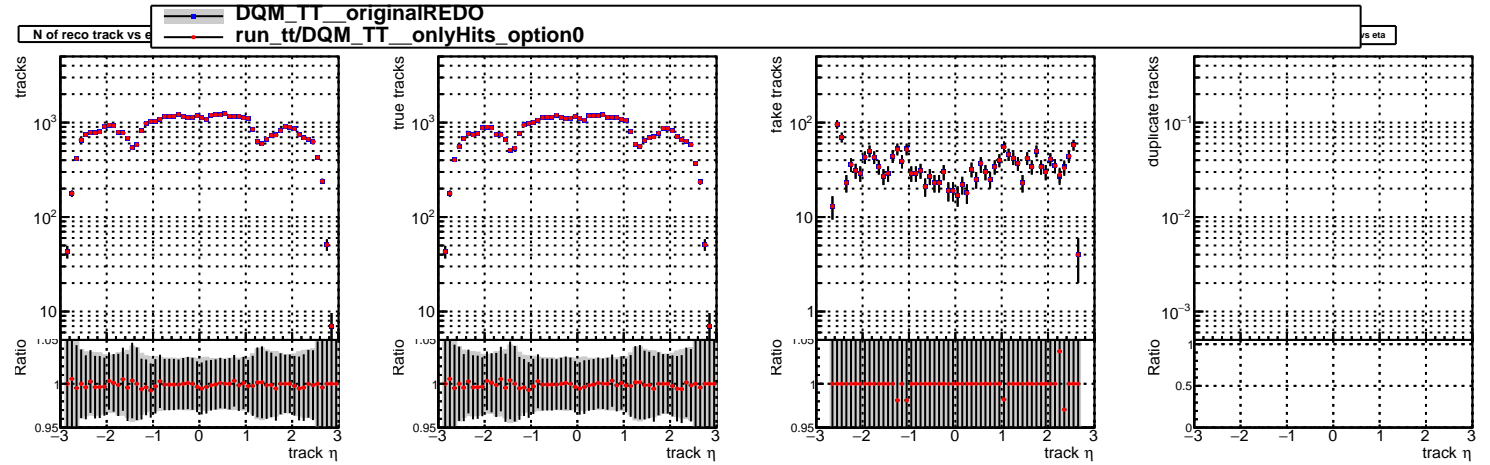 DQM_TT__originalREDO
run_tt/DQM_TT__onlyHits_option0
N of reco track vs e
vs eta
tracks
10³
10²
10
Ratio
1.05
1
0.95
−3 −2 −1 0 1 2 3
track η
true tracks
10³
10²
10
Ratio
1.05
1
0.95
−3 −2 −1 0 1 2 3
track η
fake tracks
10²
10
1
Ratio
1.05
1
0.95
−3 −2 −1 0 1 2 3
track η
duplicate tracks
10⁻¹
10⁻²
10⁻³
Ratio
1
0.5
0
−3 −2 −1 0 1 2 3
track η